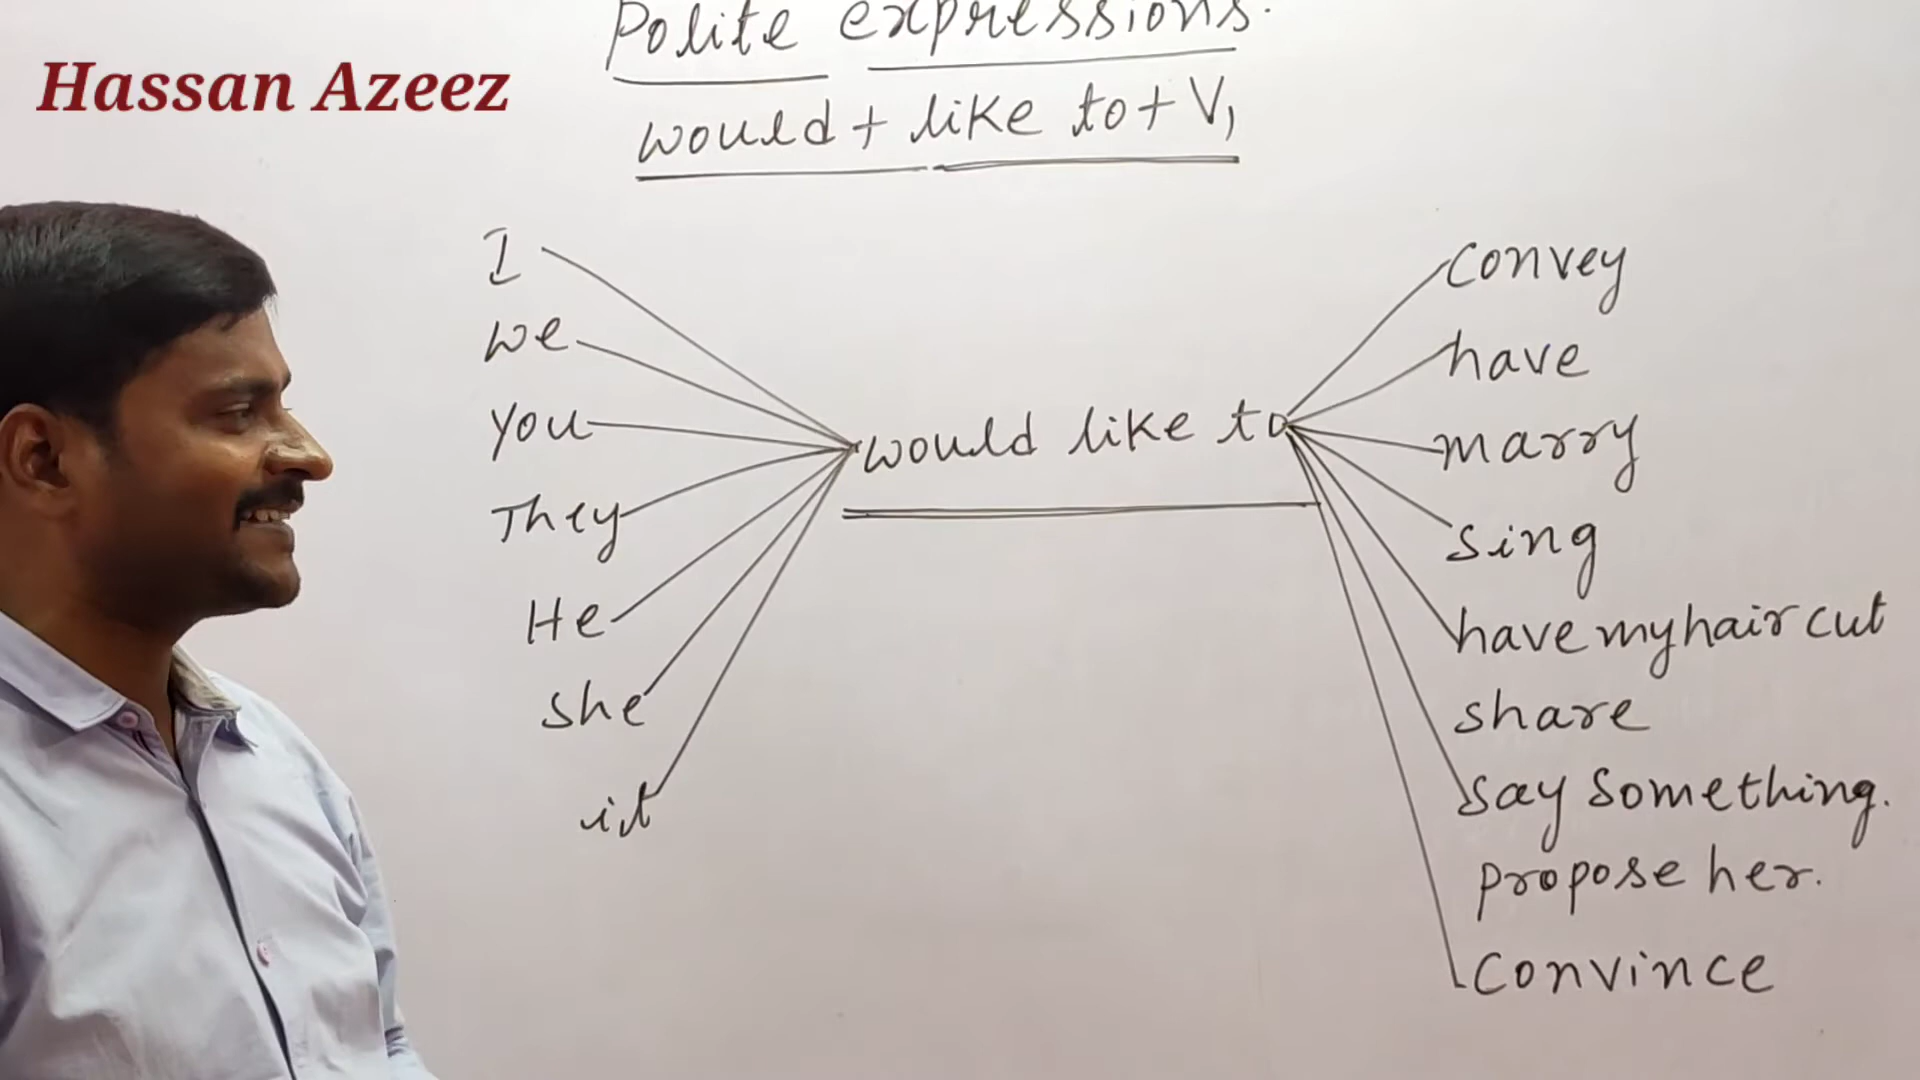 Polite expressions.
Hassan Azeez
would + like to + V1
I
we
you
They
He
she
it
would like to
convey
have
marry
sing
have my hair cut
share
say something.
propose her.
convince